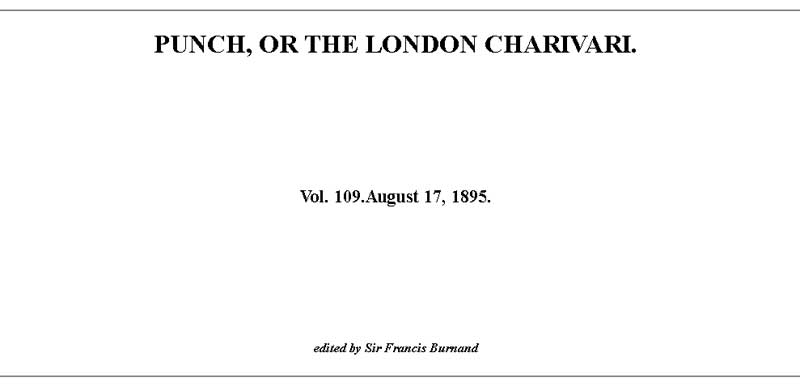 PUNCH, OR THE LONDON CHARIVARI.
Vol. 109.August 17, 1895.
edited by Sir Francis Burnand